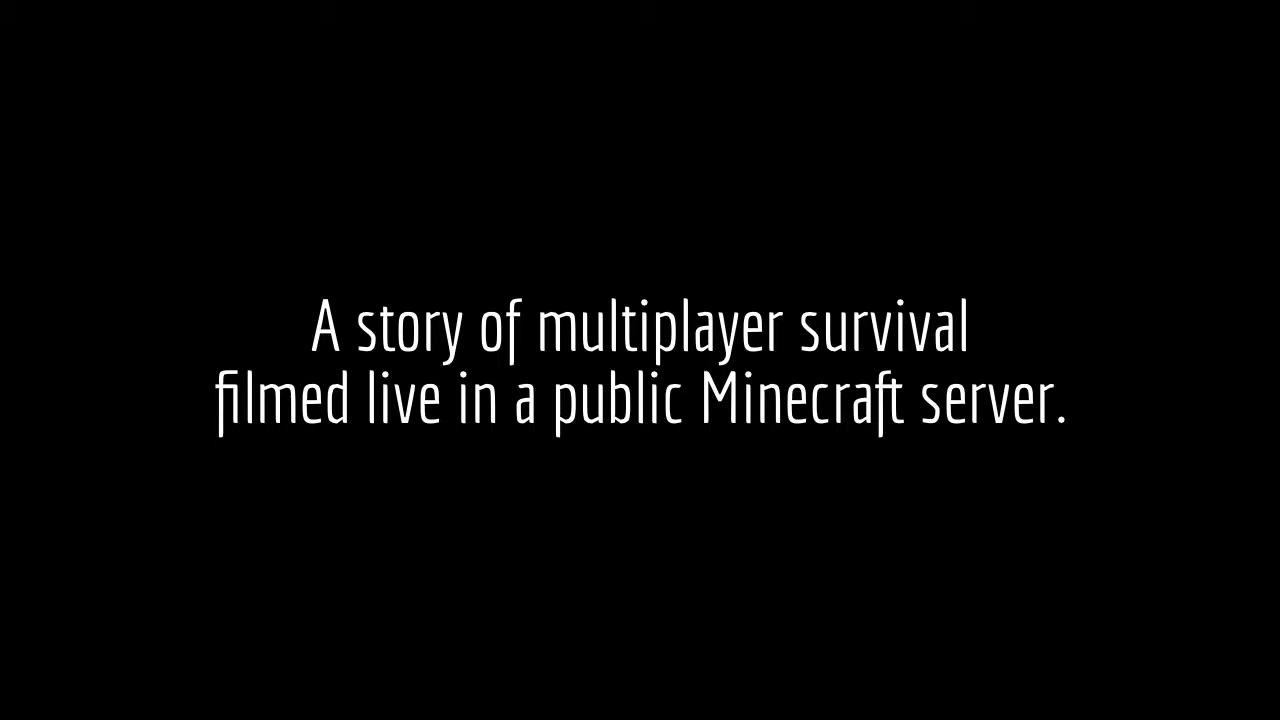 A story of multiplayer survival
filmed live in a public Minecraft server.